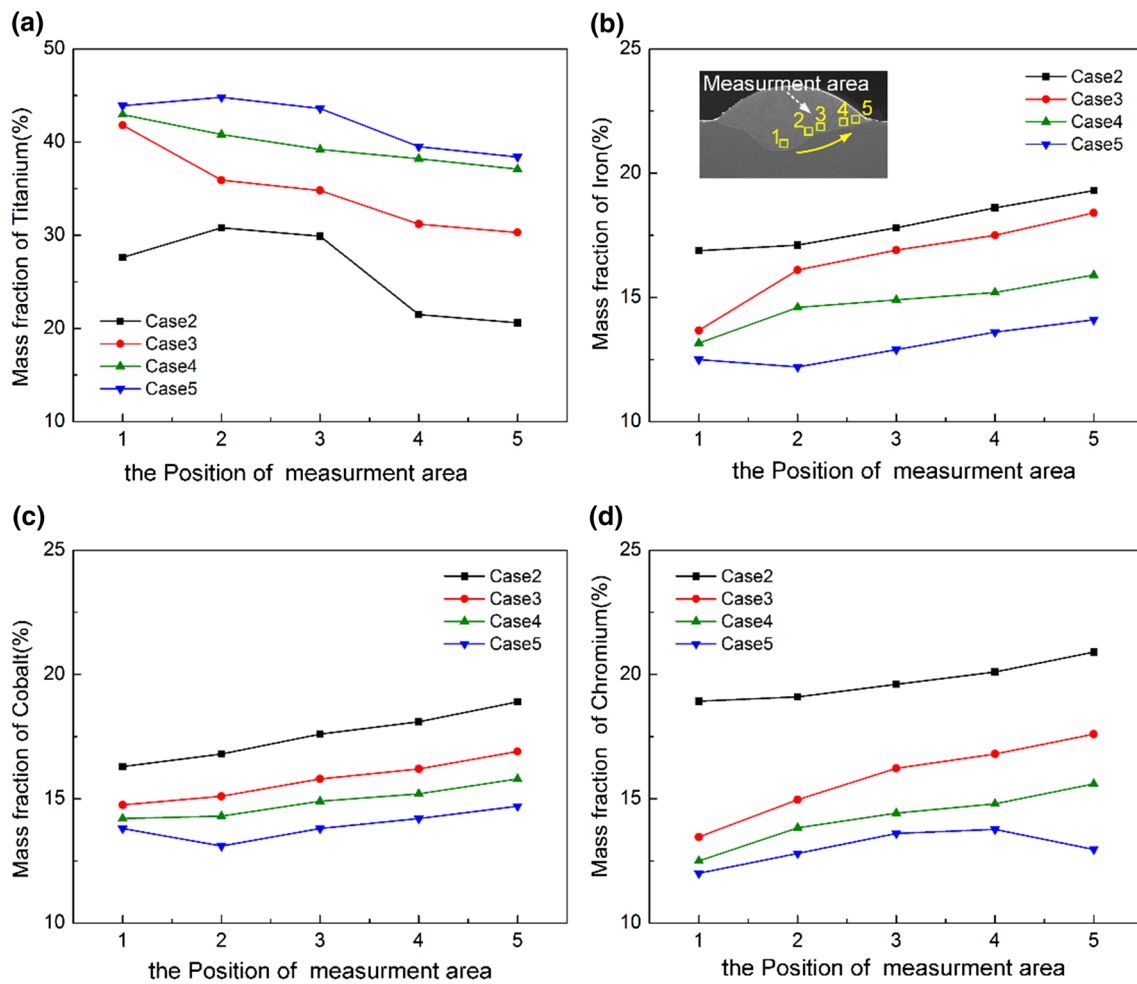 (a)
50
40
30
20
10
Mass fraction of Titanium(%)
Case2
Case3
Case4
Case5
1 2 3 4 5
the Position of measurment area
(b)
25
20
15
10
Mass fraction of Iron(%)
Measurment area
1 2 3 4 5
Case2
Case3
Case4
Case5
1 2 3 4 5
the Position of measurment area
(c)
25
20
15
10
Mass fraction of Cobalt(%)
Case2
Case3
Case4
Case5
1 2 3 4 5
the Position of measurment area
(d)
25
20
15
10
Mass fraction of Chromium(%)
Case2
Case3
Case4
Case5
1 2 3 4 5
the Position of measurment area